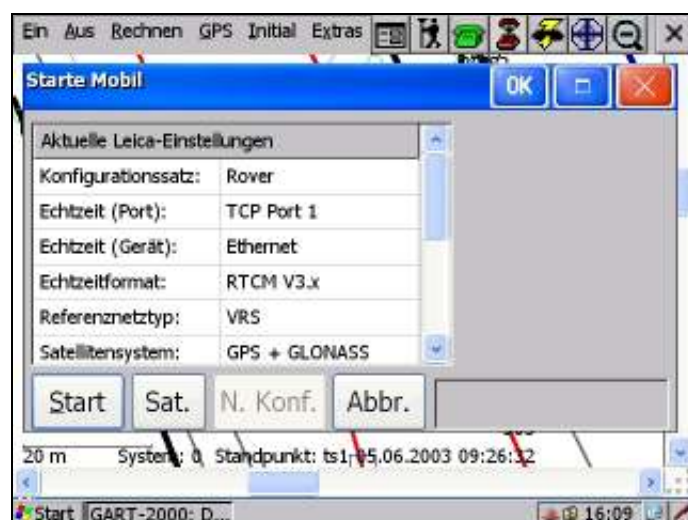 Ein Aus Rechnen GPS Initial Extras
Starte Mobil OK
Aktuelle Leica-Einstellungen
Konfigurationssatz: Rover
Echtzeit (Port): TCP Port 1
Echtzeit (Gerät): Ethernet
Echtzeitformat: RTCM V3.x
Referenznetztyp: VRS
Satellitensystem: GPS + GLONASS
Start Sat. N. Konf. Abbr.
20 m System: 0 Standpunkt: ts1, 05.06.2003 09:26:32
Start GART-2000: D... 16:09